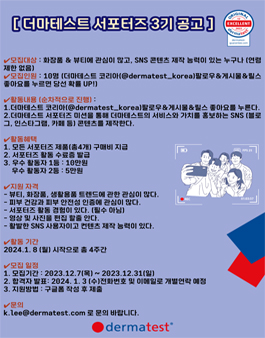 [ 더마테스트 서포터즈 3기 공고 ]
dermatest
EXCELLENT
✔모집대상 : 화장품 & 뷰티에 관심이 많고, SNS 콘텐츠 제작 능력이 있는 누구나 (연령
제한 없음)
✔모집인원 : 10명 (더마테스트 코리아(@dermatest_korea)팔로우&게시물&릴스
좋아요를 누르면 당선 확률 UP!)
✔활동내용 (순차적으로 진행) :
1.더마테스트 코리아(@dermatest_korea)팔로우&게시물&릴스 좋아요를 누른다.
2.더마테스트 서포터즈 미션을 통해 더마테스트의 서비스와 가치를 홍보하는 SNS (블로
그, 인스타그램, 카페 등) 콘텐츠를 제작한다.
✔활동혜택
1. 모든 서포터즈 제품(총4개) 구매비 지급
2. 서포터즈 활동 수료증 발급
3. 우수 활동자 1등 : 10만원
우수 활동자 2등 : 5만원
✔지원 자격
- 뷰티, 화장품, 생활용품 트렌드에 관한 관심이 많다.
- 피부 건강과 피부 안전성 인증에 관심이 많다.
- 서포터즈 활동 경험이 있다. (필수 아님)
- 영상 및 사진을 편집 할줄 안다.
- 활발한 SNS 사용자이고 컨텐츠 제작 능력이 있다.
✔활동 기간
2024.1. 8 (월) 시작으로 총 4주간
✔모집 일정
1. 모집기간 : 2023.12.7(목) ~ 2023.12.31(일)
2. 합격자 발표: 2024. 1. 3 (수)전화번호 및 이메일로 개별연락 예정
3. 지원방법 : 구글폼 작성 후 제출
✔문의
k.lee@dermatest.com 로 문의 바랍니다.
dermatest